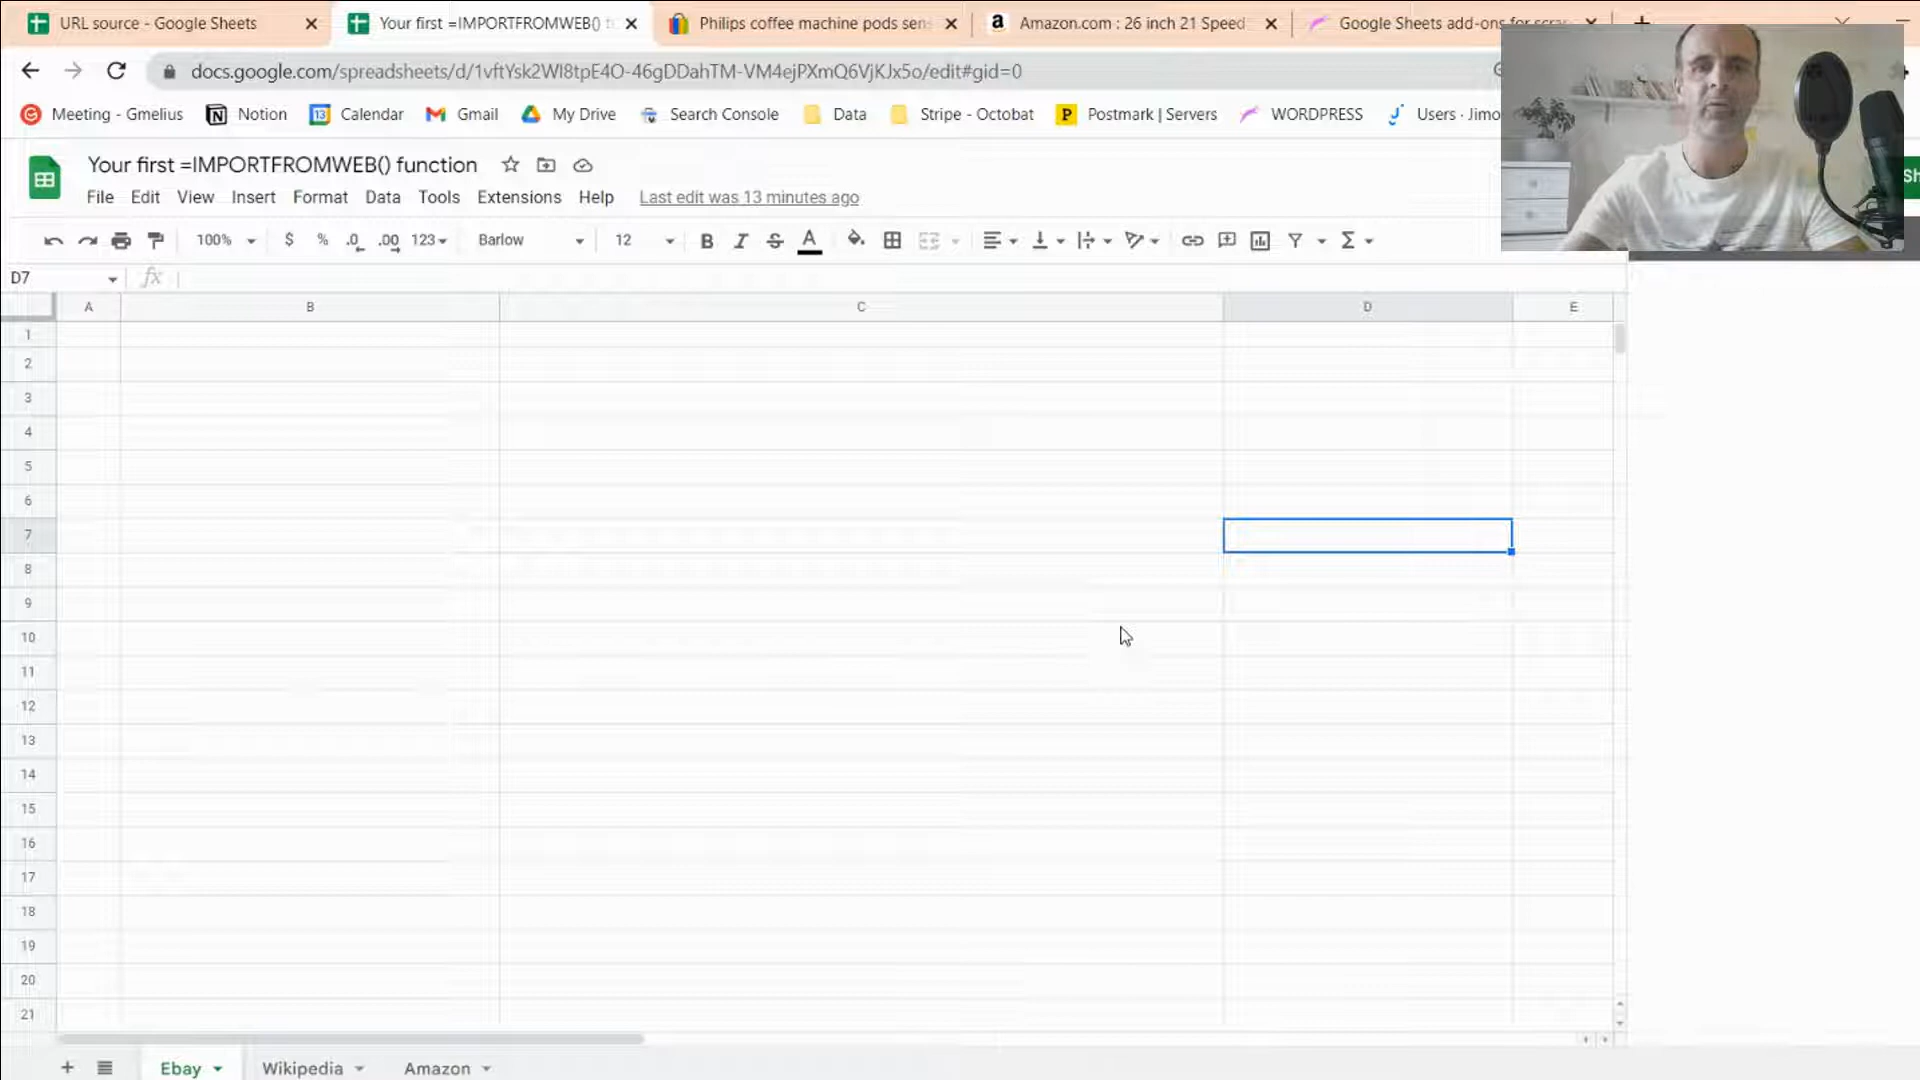 URL source - Google Sheets
Your first =IMPORTFROMWEB()
Philips coffee machine pods sen
Amazon.com : 26 inch 21 Speed
Google Sheets add-ons for scra
docs.google.com/spreadsheets/d/1vftYsk2Wl8tpE4O-46gDDahTM-VM4ejPXmQ6VjKJx5o/edit#gid=0
Meeting - Gmelius
Notion
13 Calendar
Gmail
My Drive
Search Console
Data
Stripe - Octobat
P Postmark | Servers
WORDPRESS
Users · Jimo
Your first =IMPORTFROMWEB() function
File Edit View Insert Format Data Tools Extensions Help Last edit was 13 minutes ago
Sh
100% $ % .0 .00 123 Barlow 12 B I S A
D7 fx
A B C D E
1
2
3
4
5
6
7
8
9
10
11
12
13
14
15
16
17
18
19
20
21
+ Ebay Wikipedia Amazon